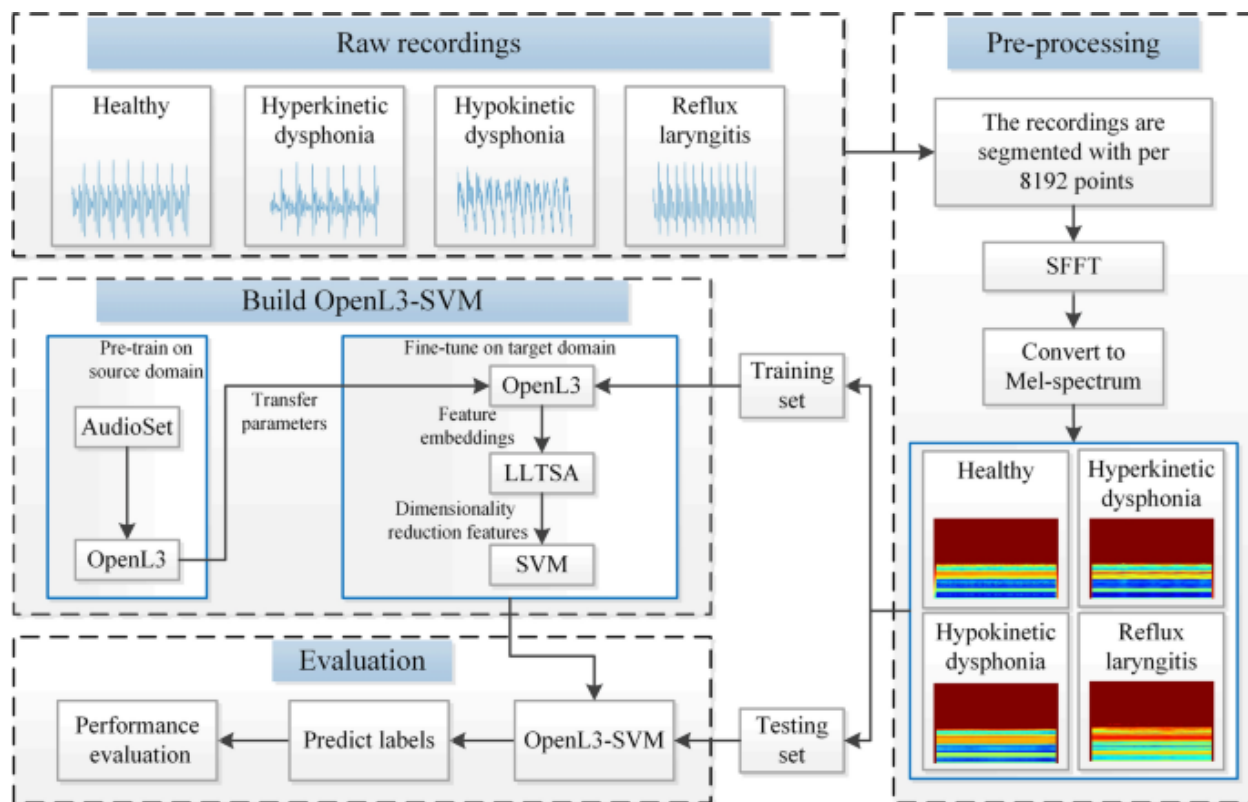 Raw recordings
Healthy
Hyperkinetic
dysphonia
Hypokinetic
dysphonia
Reflux
laryngitis
Pre-processing
The recordings are
segmented with per
8192 points
SFFT
Convert to
Mel-spectrum
Healthy
Hyperkinetic
dysphonia
Hypokinetic
dysphonia
Reflux
laryngitis
Build OpenL3-SVM
Pre-train on
source domain
AudioSet
OpenL3
Transfer
parameters
Fine-tune on target domain
OpenL3
Feature
embeddings
LLTSA
Dimensionality
reduction features
SVM
Training
set
Testing
set
Evaluation
OpenL3-SVM
Predict labels
Performance
evaluation